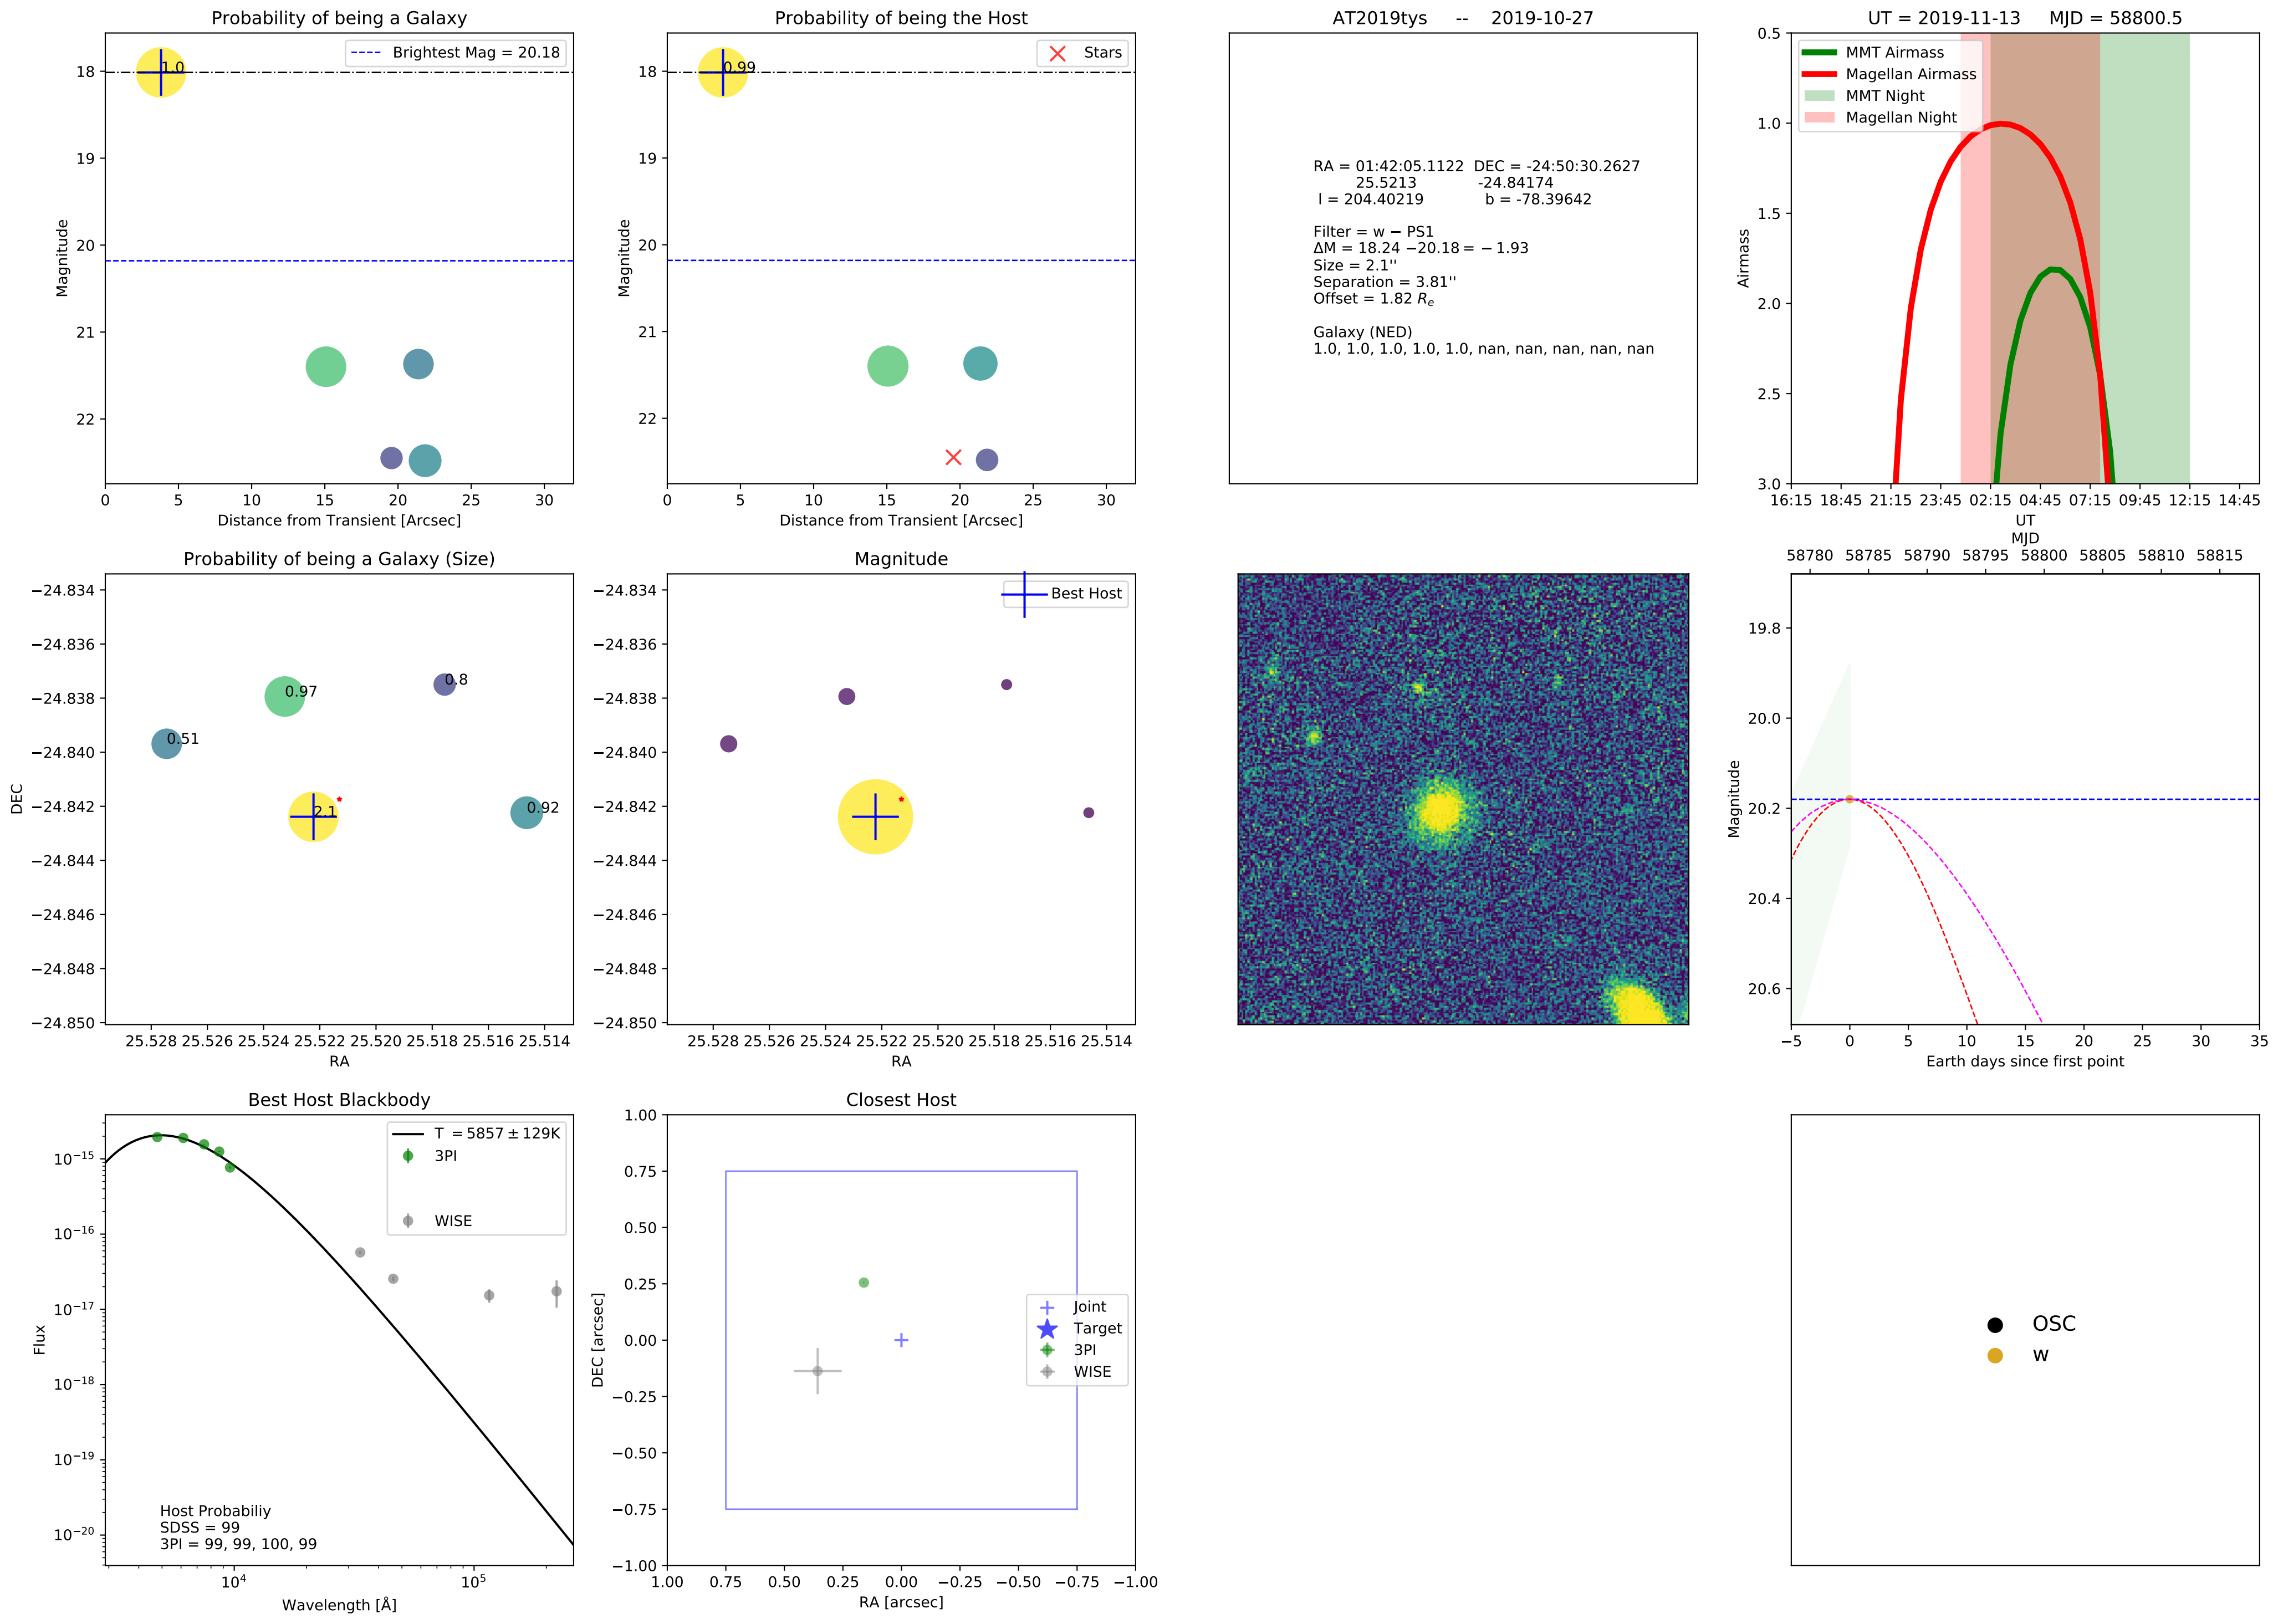 Probability of being a Galaxy
Brightest Mag = 20.18
1.0
18
19
20
21
22
Magnitude
0 5 10 15 20 25 30
Distance from Transient [Arcsec]
Probability of being the Host
Stars
0.99
18
19
20
21
22
Magnitude
0 5 10 15 20 25 30
Distance from Transient [Arcsec]
AT2019tys -- 2019-10-27
RA = 01:42:05.1122 DEC = -24:50:30.2627
25.5213 -24.84174
l = 204.40219 b = -78.39642
Filter = w − PS1
ΔM = 18.24 −20.18 = − 1.93
Size = 2.1''
Separation = 3.81''
Offset = 1.82 Re
Galaxy (NED)
1.0, 1.0, 1.0, 1.0, 1.0, nan, nan, nan, nan, nan
UT = 2019-11-13 MJD = 58800.5
MMT Airmass
Magellan Airmass
MMT Night
Magellan Night
0.5
1.0
1.5
2.0
2.5
3.0
Airmass
16:15 18:45 21:15 23:45 02:15 04:45 07:15 09:45 12:15 14:45
UT
Probability of being a Galaxy (Size)
−24.834
−24.836
−24.838
−24.840
−24.842
−24.844
−24.846
−24.848
−24.850
DEC
0.97
0.8
0.51
2.1
0.92
25.528 25.526 25.524 25.522 25.520 25.518 25.516 25.514
RA
Magnitude
Best Host
−24.834
−24.836
−24.838
−24.840
−24.842
−24.844
−24.846
−24.848
−24.850
25.528 25.526 25.524 25.522 25.520 25.518 25.516 25.514
RA
MJD
58780 58785 58790 58795 58800 58805 58810 58815
19.8
20.0
20.2
20.4
20.6
Magnitude
−5 0 5 10 15 20 25 30 35
Earth days since first point
Best Host Blackbody
T = 5857 ± 129K
3PI
WISE
10−15
10−16
10−17
10−18
10−19
10−20
Flux
Host Probabiliy
SDSS = 99
3PI = 99, 99, 100, 99
104 105
Wavelength [Å]
Closest Host
1.00
0.75
0.50
0.25
0.00
−0.25
−0.50
−0.75
−1.00
DEC [arcsec]
Joint
Target
3PI
WISE
1.00 0.75 0.50 0.25 0.00 −0.25 −0.50 −0.75 −1.00
RA [arcsec]
OSC
w